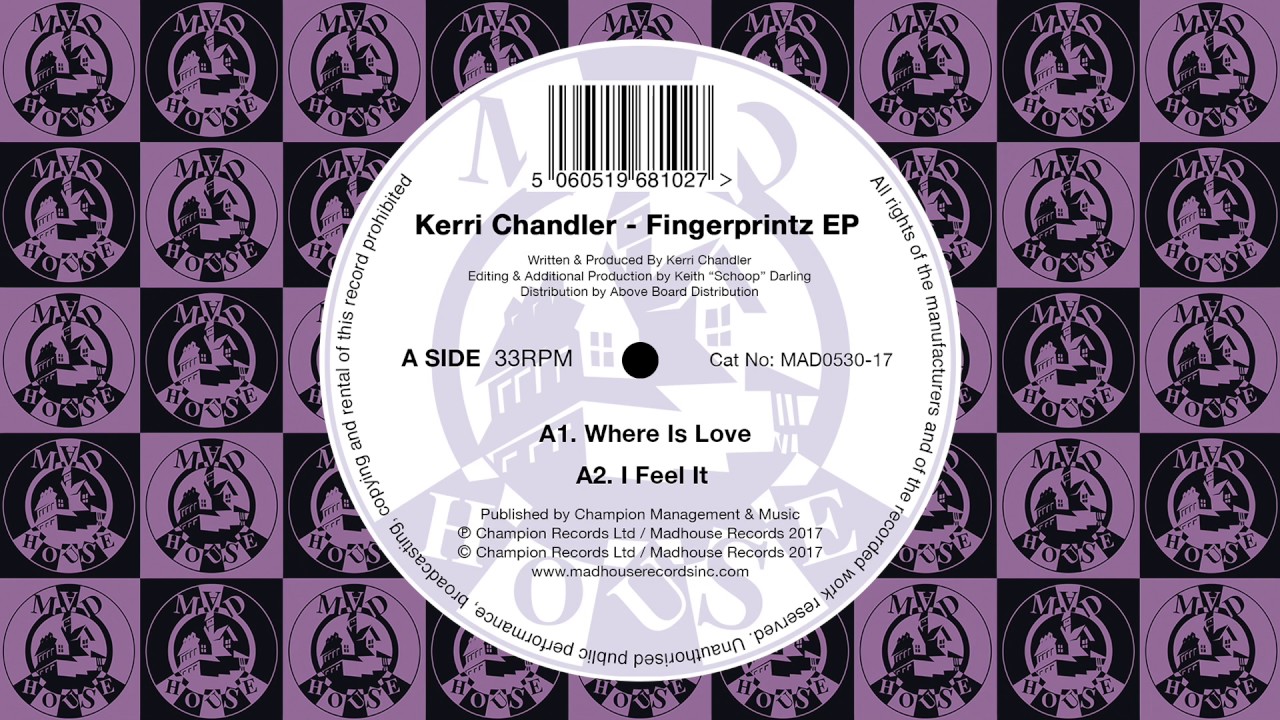 MAD
HOUSE
5 060519 681027 >
Kerri Chandler - Fingerprintz EP
Written & Produced By Kerri Chandler
Editing & Additional Production by Keith “Schoop” Darling
Distribution by Above Board Distribution
A SIDE 33RPM
Cat No: MAD0530-17
A1. Where Is Love
A2. I Feel It
Published by Champion Management & Music
℗ Champion Records Ltd / Madhouse Records 2017
© Champion Records Ltd / Madhouse Records 2017
www.madhouserecordsinc.com
All rights of the manufacturers and of the recorded work reserved. Unauthorised public performance, broadcasting, copying and rental of this record prohibited